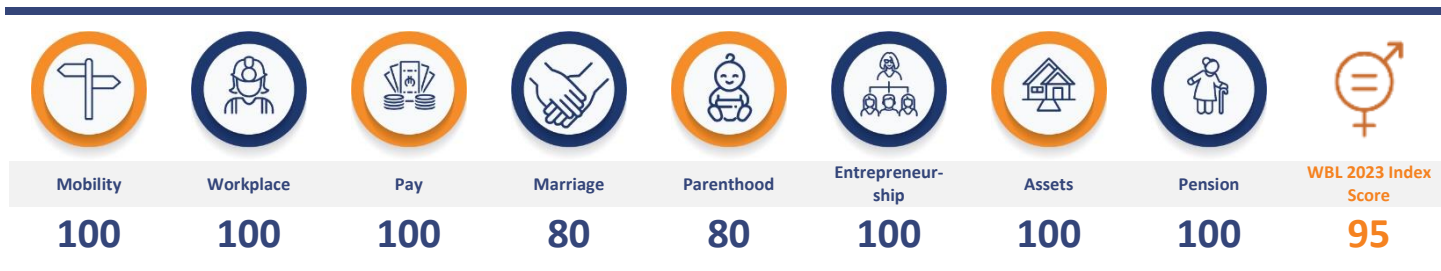 Mobility
Workplace
Pay
Marriage
Parenthood
Entrepreneur-
ship
Assets
Pension
WBL 2023 Index
Score
100
100
100
80
80
100
100
100
95